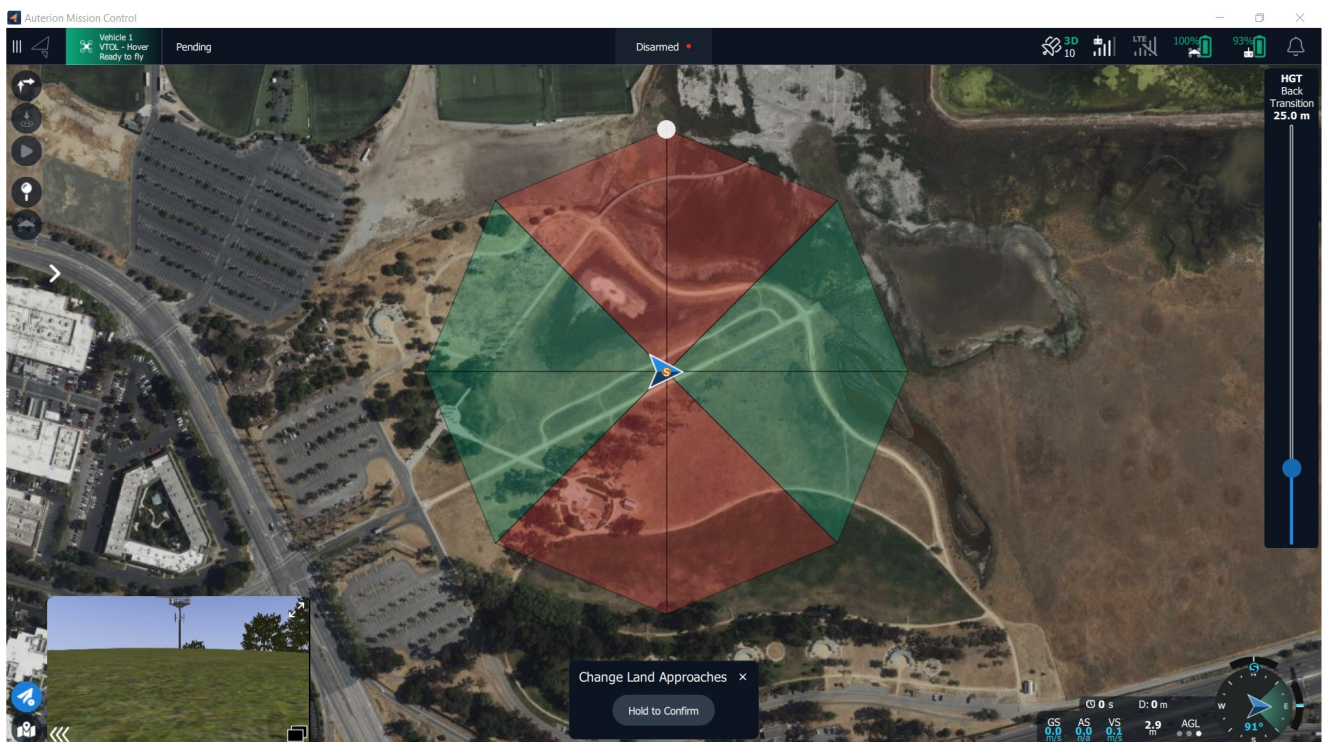 Auterion Mission Control
Vehicle 1
VTOL - Hover
Ready to fly
Pending
Disarmed
3D
10
LTE
100%
93%
HGT
Back
Transition
25.0 m
S
Change Land Approaches ×
Hold to Confirm
0 s
D: 0 m
GS
0.0
m/s
AS
0.0
n/a
VS
0.1
m/s
2.9
m
AGL
S
W
E
91°
S